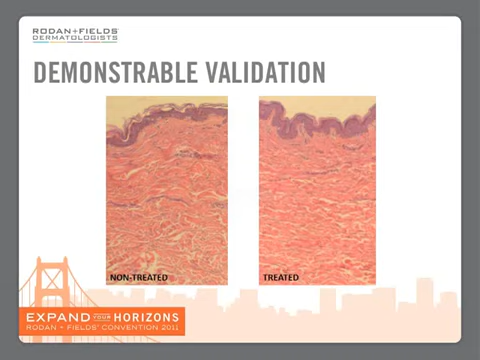 RODAN+FIELDS®
DERMATOLOGISTS
DEMONSTRABLE VALIDATION
NON-TREATED
TREATED
EXPAND YOUR HORIZONS
RODAN + FIELDS® CONVENTION 2011